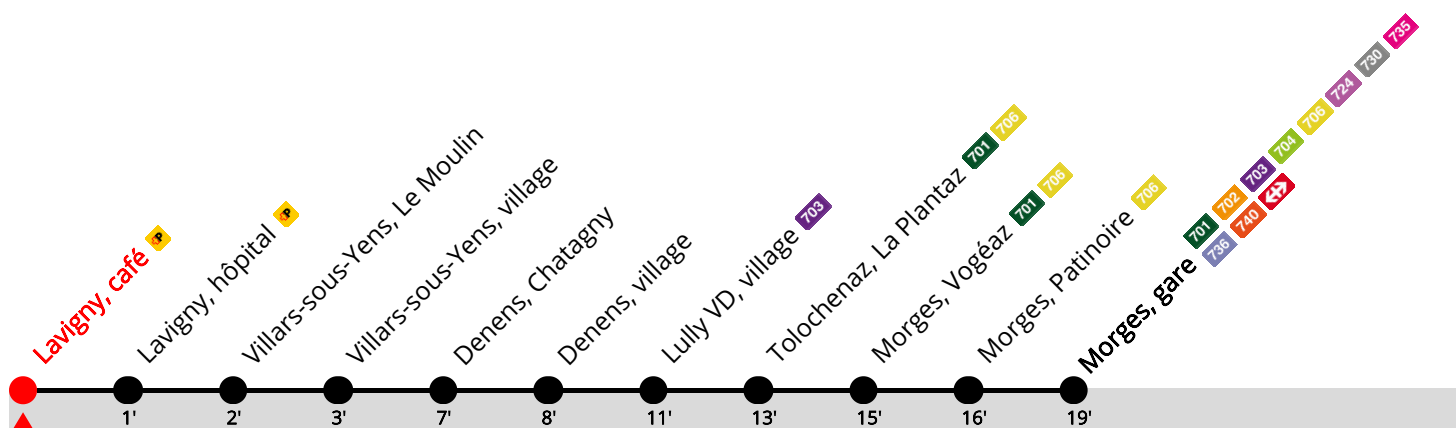 Lavigny, café P
Lavigny, hôpital P
Villars-sous-Yens, Le Moulin
Villars-sous-Yens, village
Denens, Chatagny
Denens, village
Lully VD, village 703
Tolochenaz, La Plantaz 701 706
Morges, Vogéaz 701 706
Morges, Patinoire 706
Morges, gare 701 702 703 704 706 724 730 735
736 740
1' 2' 3' 7' 8' 11' 13' 15' 16' 19'